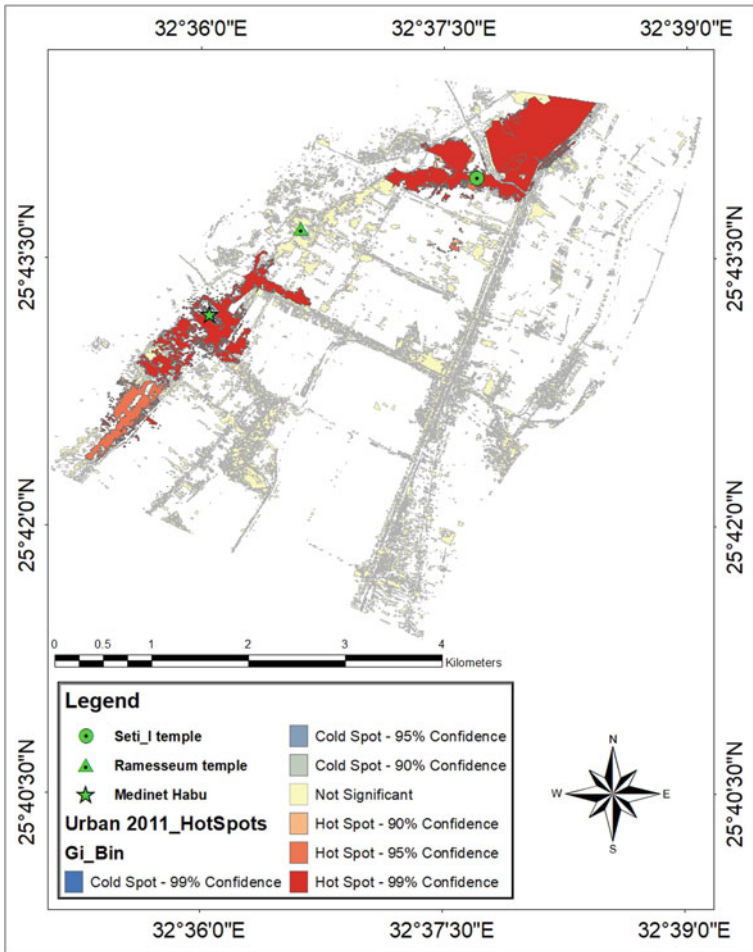 32°36'0"E 32°37'30"E 32°39'0"E
25°43'30"N 25°43'30"N
25°42'0"N 25°42'0"N
0 0.5 1 2 3 4
Kilometers
Legend
Seti_I temple
Ramesseum temple
Medinet Habu
Urban 2011_HotSpots
Gi_Bin
Cold Spot - 99% Confidence
Cold Spot - 95% Confidence
Cold Spot - 90% Confidence
Not Significant
Hot Spot - 90% Confidence
Hot Spot - 95% Confidence
Hot Spot - 99% Confidence
N
W E
S
25°40'30"N 25°40'30"N
32°36'0"E 32°37'30"E 32°39'0"E